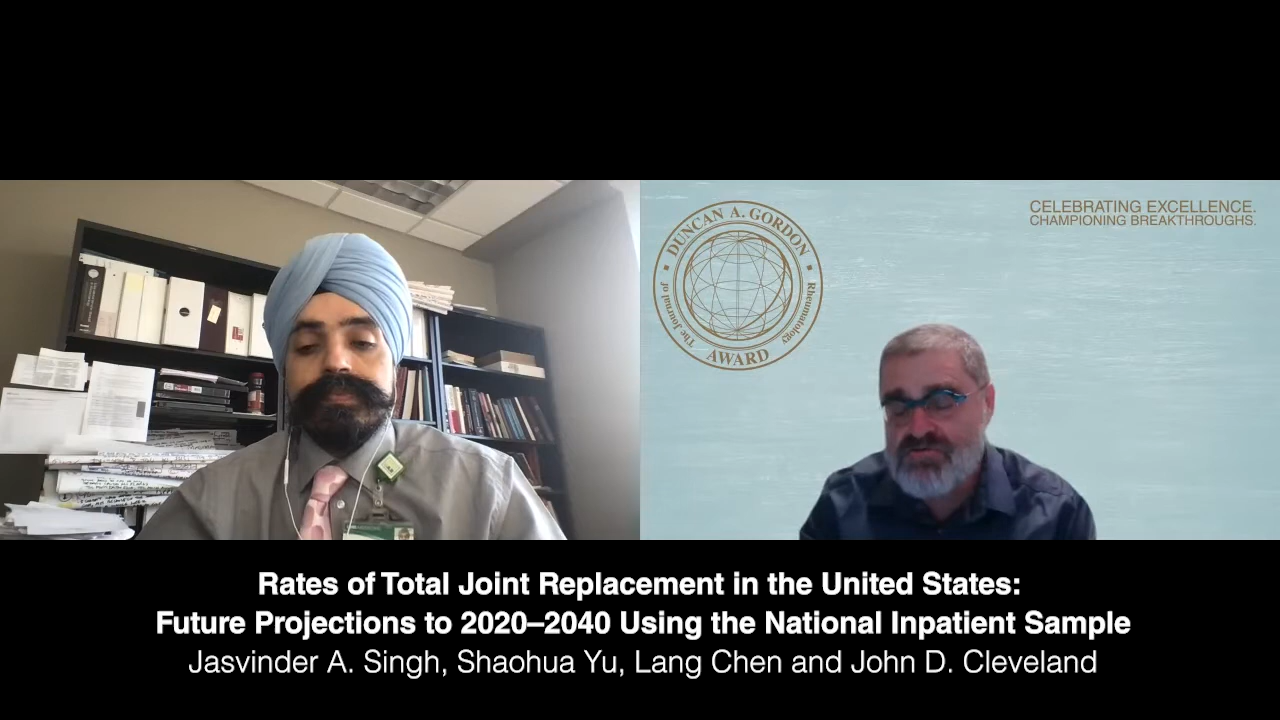 DUNCAN A. GORDON
The Journal of Rheumatology
AWARD
CELEBRATING EXCELLENCE.
CHAMPIONING BREAKTHROUGHS.
Rates of Total Joint Replacement in the United States:
Future Projections to 2020–2040 Using the National Inpatient Sample
Jasvinder A. Singh, Shaohua Yu, Lang Chen and John D. Cleveland